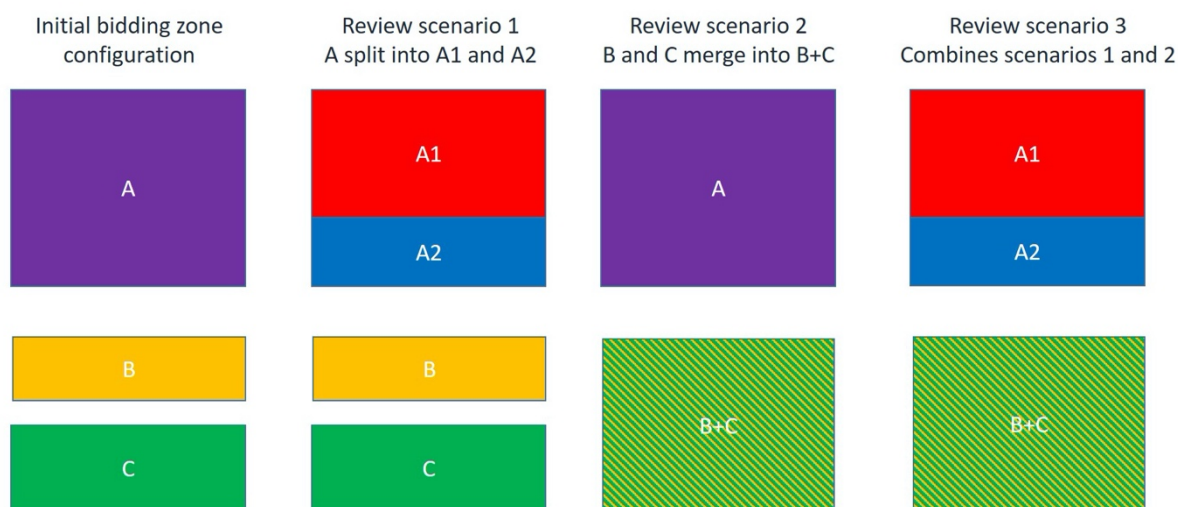 Initial bidding zone
configuration
Review scenario 1
A split into A1 and A2
Review scenario 2
B and C merge into B+C
Review scenario 3
Combines scenarios 1 and 2
A
A1
A2
A
A1
A2
B
B
B+C
B+C
C
C